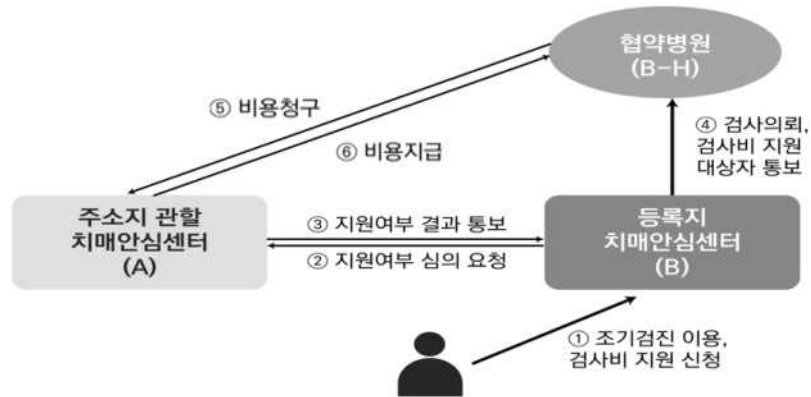 협약병원
(B-H)
⑤ 비용청구
⑥ 비용지급
④ 검사의뢰,
검사비 지원
대상자 통보
주소지 관할
치매안심센터
(A)
③ 지원여부 결과 통보
② 지원여부 심의 요청
등록지
치매안심센터
(B)
① 조기검진 이용,
검사비 지원 신청